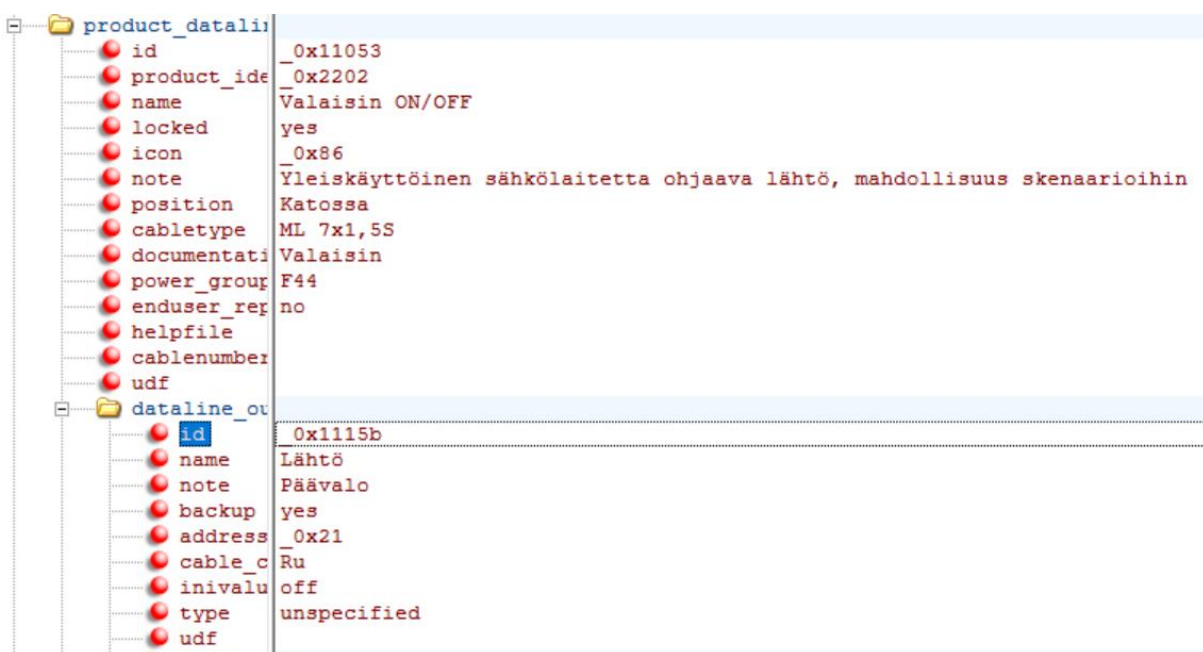 product_datalin
id _0x11053
product_ide _0x2202
name Valaisin ON/OFF
locked yes
icon _0x86
note Yleiskäyttöinen sähkölaitetta ohjaava lähtö, mahdollisuus skenaarioihin
position Katossa
cabletype ML 7x1,5S
documentati Valaisin
power_group F44
enduser_rep no
helpfile
cablenumber
udf
dataline_ou
id _0x1115b
name Lähtö
note Päävalo
backup yes
address _0x21
cable_c Ru
inivalu off
type unspecified
udf